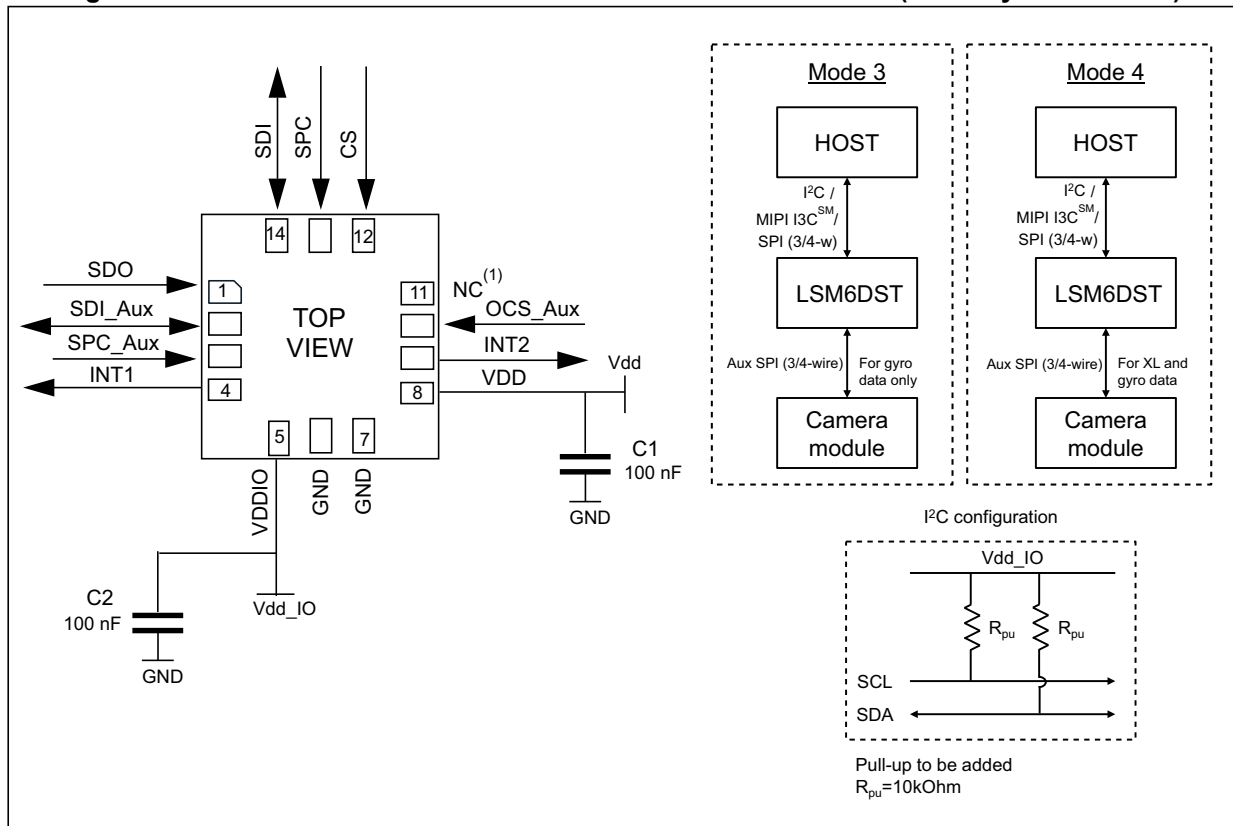 SDI
SPC
CS
14
12
SDO
SDI_Aux
SPC_Aux
INT1
1
4
TOP
VIEW
11
8
NC(1)
OCS_Aux
INT2
VDD
Vdd
5
7
VDDIO
GND
GND
C1
100 nF
GND
C2
100 nF
GND
Vdd_IO
Mode 3
HOST
I²C /
MIPI I3C^SM/
SPI (3/4-w)
LSM6DST
Aux SPI (3/4-wire)
For gyro
data only
Camera
module
Mode 4
HOST
I²C /
MIPI I3C^SM/
SPI (3/4-w)
LSM6DST
Aux SPI (3/4-wire)
For XL and
gyro data
Camera
module
I²C configuration
Vdd_IO
Rpu
Rpu
SCL
SDA
Pull-up to be added
Rpu=10kOhm